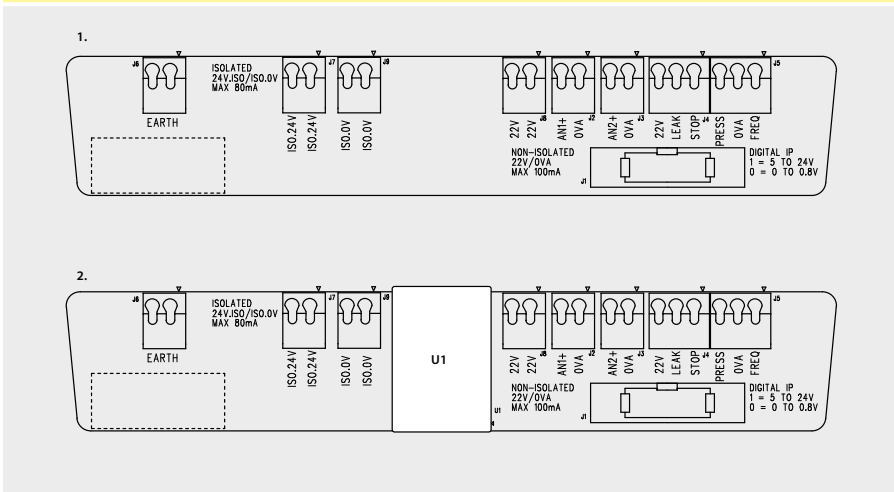 1.
J6
EARTH
ISOLATED
24V.ISO/ISO.0V
MAX 80mA
J7
ISO.24V
ISO.24V
J9
ISO.0V
ISO.0V
J8
22V
22V
J2
AN1+
0VA
J3
AN2+
0VA
J4
22V
LEAK
STOP
J5
PRESS
0VA
FREQ
NON-ISOLATED
22V/0VA
MAX 100mA
J1
DIGITAL IP
1 = 5 TO 24V
0 = 0 TO 0.8V
2.
J6
EARTH
ISOLATED
24V.ISO/ISO.0V
MAX 80mA
J7
ISO.24V
ISO.24V
J9
ISO.0V
ISO.0V
U1
U1
J8
22V
22V
J2
AN1+
0VA
J3
AN2+
0VA
J4
22V
LEAK
STOP
J5
PRESS
0VA
FREQ
NON-ISOLATED
22V/0VA
MAX 100mA
J1
DIGITAL IP
1 = 5 TO 24V
0 = 0 TO 0.8V